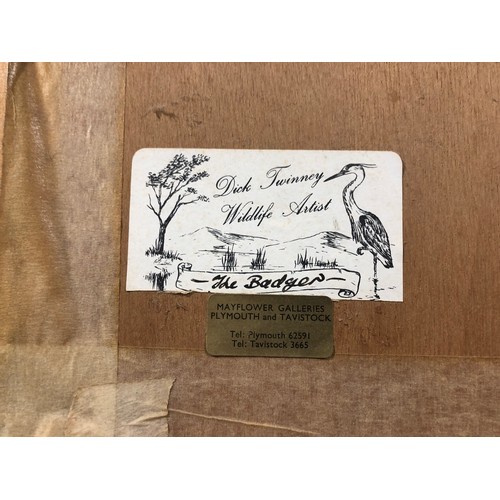 Dick Twinney
Wildlife Artist
-The Badger-
MAYFLOWER GALLERIES
PLYMOUTH and TAVISTOCK
Tel: Plymouth 62591
Tel: Tavistock 3665